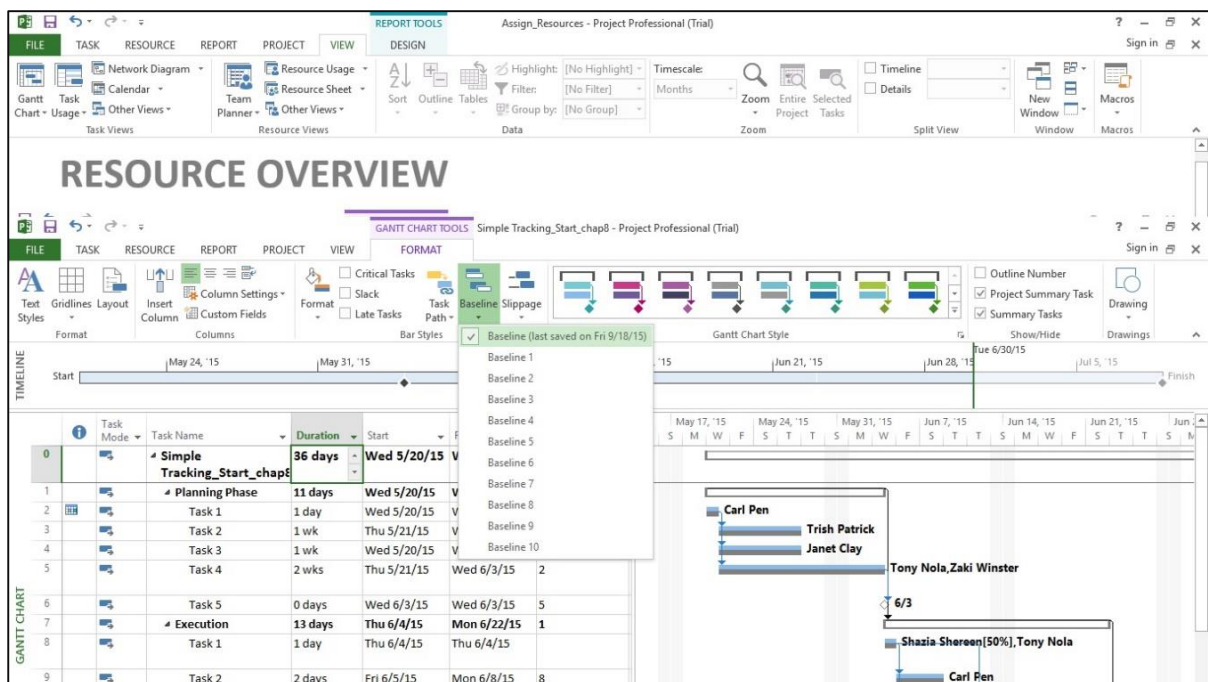 REPORT TOOLS
Assign_Resources - Project Professional (Trial)
?
FILE TASK RESOURCE REPORT PROJECT VIEW DESIGN
Sign in
Gantt Chart
Task Usage
Network Diagram
Calendar
Other Views
Task Views
Team Planner
Resource Usage
Resource Sheet
Other Views
Resource Views
Sort
Outline
Tables
Highlight: [No Highlight]
Filter: [No Filter]
Group by: [No Group]
Data
Timescale:
Months
Zoom
Entire Project
Selected Tasks
Zoom
Timeline
Details
Split View
New Window
Window
Macros
Macros
RESOURCE OVERVIEW
GANTT CHART TOOLS
Simple Tracking_Start_chap8 - Project Professional (Trial)
?
FILE TASK RESOURCE REPORT PROJECT VIEW FORMAT
Sign in
Text Styles
Gridlines
Layout
Format
Insert Column
Column Settings
Custom Fields
Columns
Format
Critical Tasks
Slack
Late Tasks
Task Path
Baseline
Slippage
Bar Styles
Gantt Chart Style
Outline Number
Project Summary Task
Summary Tasks
Show/Hide
Drawing
Drawings
Baseline (last saved on Fri 9/18/15)
Baseline 1
Baseline 2
Baseline 3
Baseline 4
Baseline 5
Baseline 6
Baseline 7
Baseline 8
Baseline 9
Baseline 10
TIMELINE
Start
May 24, '15 May 31, '15 '15 Jun 21, '15 Jun 28, '15 Tue 6/30/15 Jul 5, '15
Finish
GANTT CHART
Task Mode Task Name Duration Start
0 Simple Tracking_Start_chap8 36 days Wed 5/20/15
1 Planning Phase 11 days Wed 5/20/15
2 Task 1 1 day Wed 5/20/15
3 Task 2 1 wk Thu 5/21/15
4 Task 3 1 wk Wed 5/20/15
5 Task 4 2 wks Thu 5/21/15 Wed 6/3/15 2
6 Task 5 0 days Wed 6/3/15 Wed 6/3/15 5
7 Execution 13 days Thu 6/4/15 Mon 6/22/15 1
8 Task 1 1 day Thu 6/4/15 Thu 6/4/15
9 Task 2 2 days Fri 6/5/15 Mon 6/8/15 8
May 17, '15 May 24, '15 May 31, '15 Jun 7, '15 Jun 14, '15 Jun 21, '15 Jun
S M W F S T T S M W F S T T S M W F S T T S M
Carl Pen
Trish Patrick
Janet Clay
Tony Nola,Zaki Winster
6/3
Shazia Shereen[50%],Tony Nola
Carl Pen